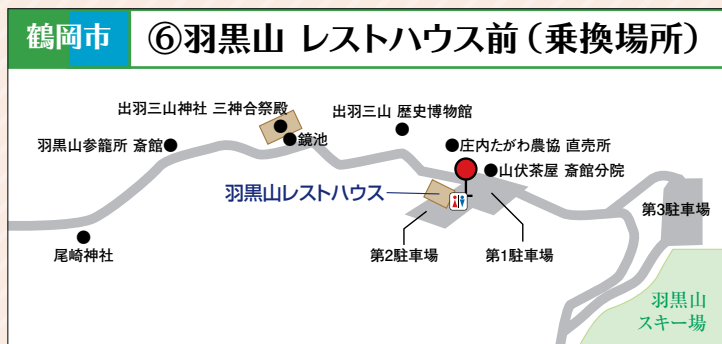 鶴岡市
⑥羽黒山 レストハウス前（乗換場所）
出羽三山神社 三神合祭殿
出羽三山 歴史博物館
羽黒山参籠所 斎館
鏡池
庄内たがわ農協 直売所
山伏茶屋 斎館分院
羽黒山レストハウス
第3駐車場
尾崎神社
第2駐車場
第1駐車場
羽黒山
スキー場